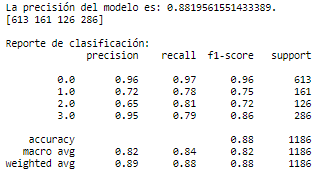 La precisión del modelo es: 0.8819561551433389.
[613 161 126 286]
Reporte de clasificación:
precision recall f1-score support
0.0 0.96 0.97 0.96 613
1.0 0.72 0.78 0.75 161
2.0 0.65 0.81 0.72 126
3.0 0.95 0.79 0.86 286
accuracy 0.88 1186
macro avg 0.82 0.84 0.82 1186
weighted avg 0.89 0.88 0.88 1186